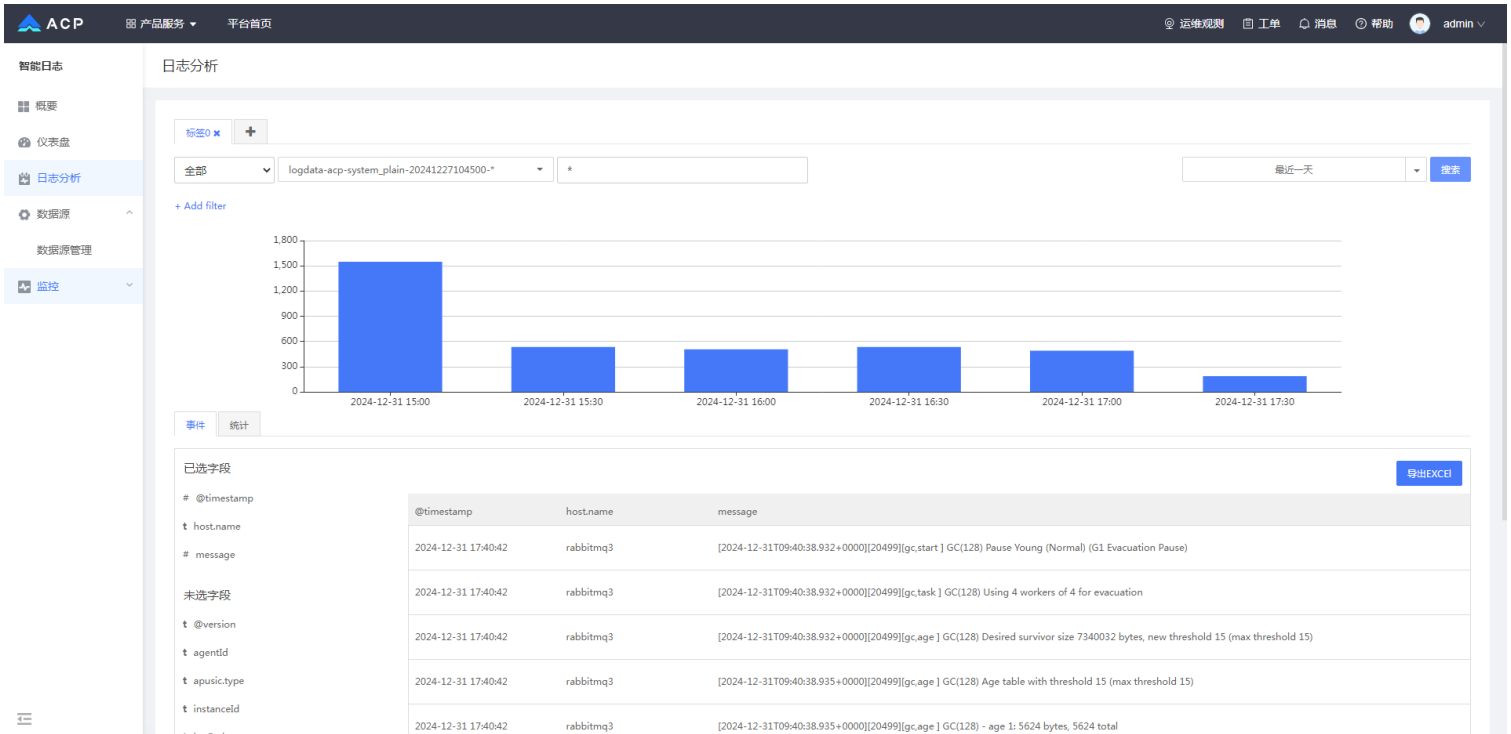 ACP 产品服务 平台首页 运维观测 工单 消息 帮助 admin
智能日志
概要
仪表盘
日志分析
数据源
数据源管理
监控
日志分析
标签0
全部 logdata-acp-system_plain-20241227104500-* * 最近一天 搜索
+ Add filter
1,800
1,500
1,200
900
600
300
0
2024-12-31 15:00 2024-12-31 15:30 2024-12-31 16:00 2024-12-31 16:30 2024-12-31 17:00 2024-12-31 17:30
事件 统计
已选字段
# @timestamp
t host.name
# message
未选字段
t @version
t agentId
t apusic.type
t instanceId
导出EXCEl
@timestamp host.name message
2024-12-31 17:40:42 rabbitmq3 [2024-12-31T09:40:38.932+0000][20499][gc,start ] GC(128) Pause Young (Normal) (G1 Evacuation Pause)
2024-12-31 17:40:42 rabbitmq3 [2024-12-31T09:40:38.932+0000][20499][gc,task ] GC(128) Using 4 workers of 4 for evacuation
2024-12-31 17:40:42 rabbitmq3 [2024-12-31T09:40:38.932+0000][20499][gc,age ] GC(128) Desired survivor size 7340032 bytes, new threshold 15 (max threshold 15)
2024-12-31 17:40:42 rabbitmq3 [2024-12-31T09:40:38.935+0000][20499][gc,age ] GC(128) Age table with threshold 15 (max threshold 15)
2024-12-31 17:40:42 rabbitmq3 [2024-12-31T09:40:38.935+0000][20499][gc,age ] GC(128) - age 1: 5624 bytes, 5624 total